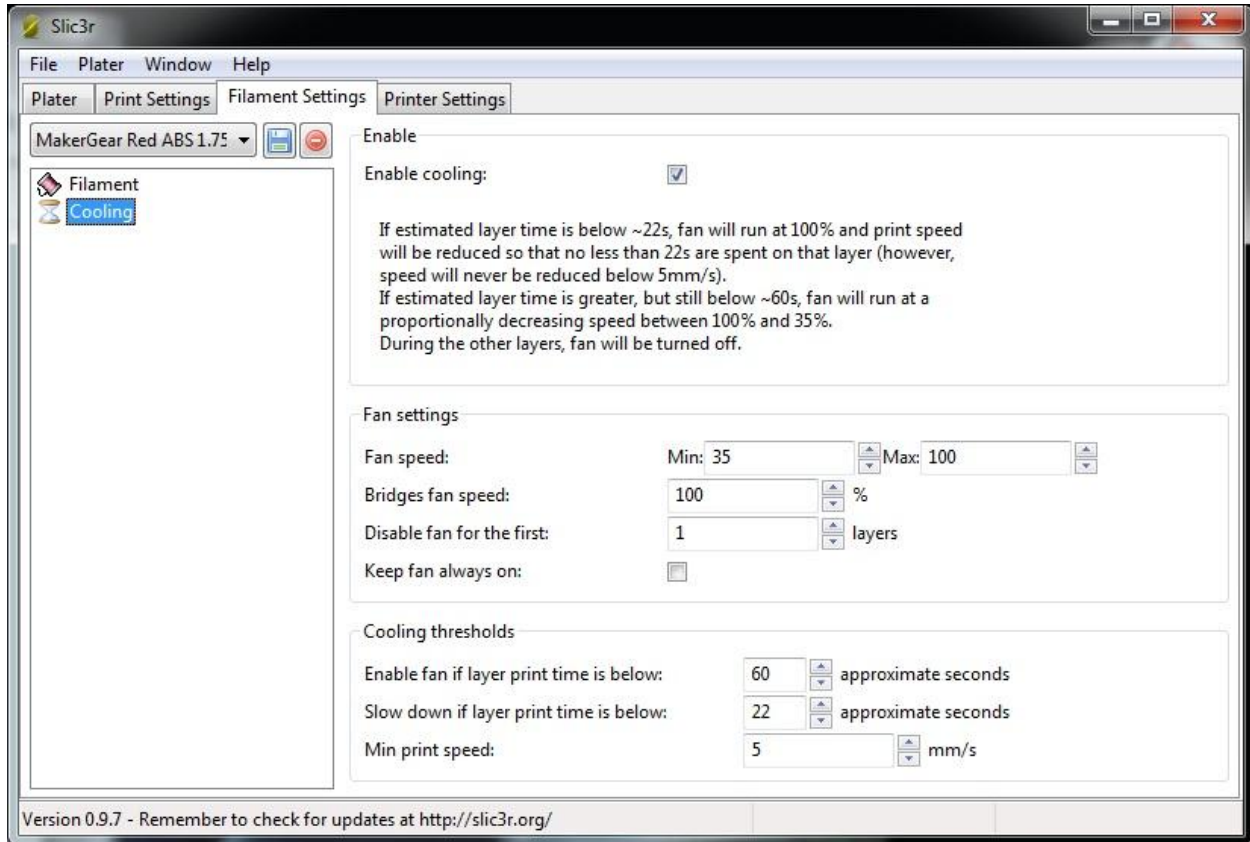 Slic3r
File Plater Window Help
Plater Print Settings Filament Settings Printer Settings
MakerGear Red ABS 1.75
Filament
Cooling
Enable
Enable cooling:
If estimated layer time is below ~22s, fan will run at 100% and print speed
will be reduced so that no less than 22s are spent on that layer (however,
speed will never be reduced below 5mm/s).
If estimated layer time is greater, but still below ~60s, fan will run at a
proportionally decreasing speed between 100% and 35%.
During the other layers, fan will be turned off.
Fan settings
Fan speed: Min: 35 Max: 100
Bridges fan speed: 100 %
Disable fan for the first: 1 layers
Keep fan always on:
Cooling thresholds
Enable fan if layer print time is below: 60 approximate seconds
Slow down if layer print time is below: 22 approximate seconds
Min print speed: 5 mm/s
Version 0.9.7 - Remember to check for updates at http://slic3r.org/